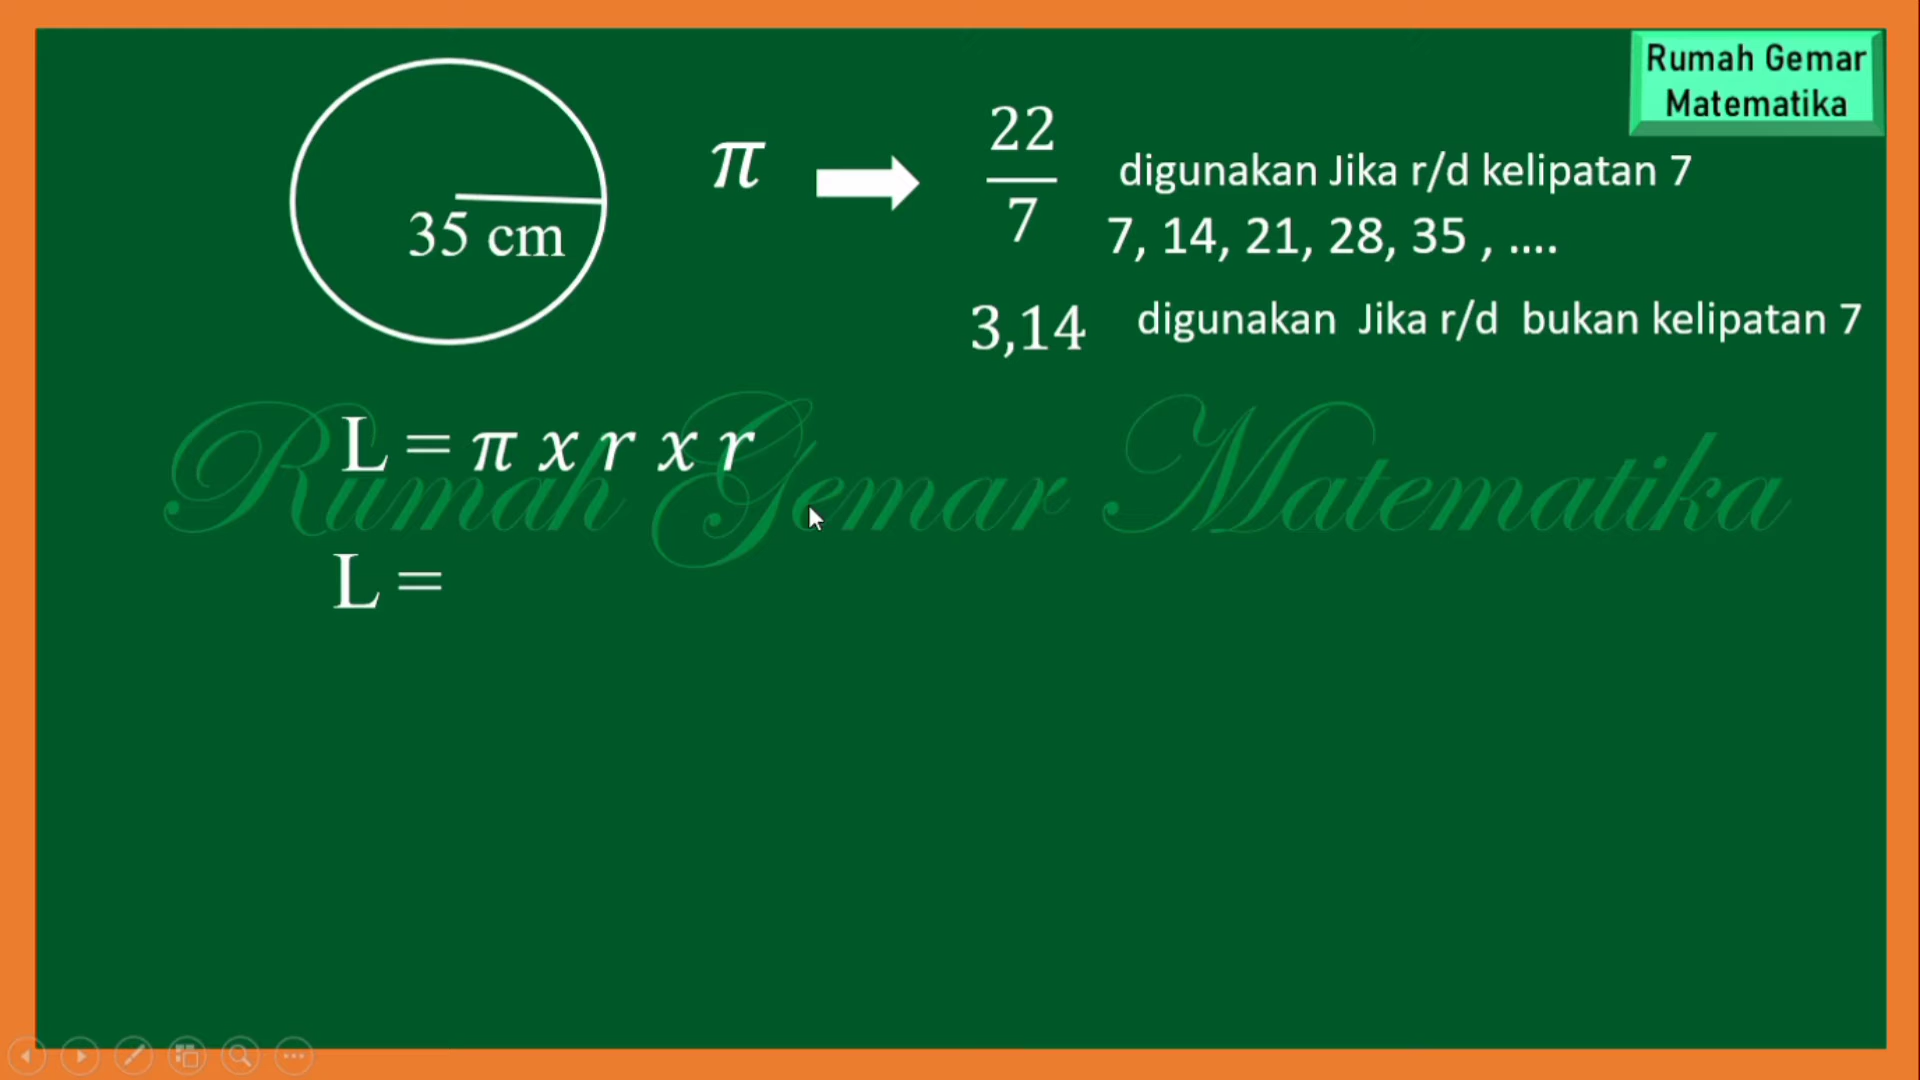 Rumah Gemar
Matematika
35 cm
π
22
7
digunakan Jika r/d kelipatan 7
7, 14, 21, 28, 35 , ....
3,14 digunakan Jika r/d bukan kelipatan 7
L = π x r x r
Rumah Gemar Matematika
L =